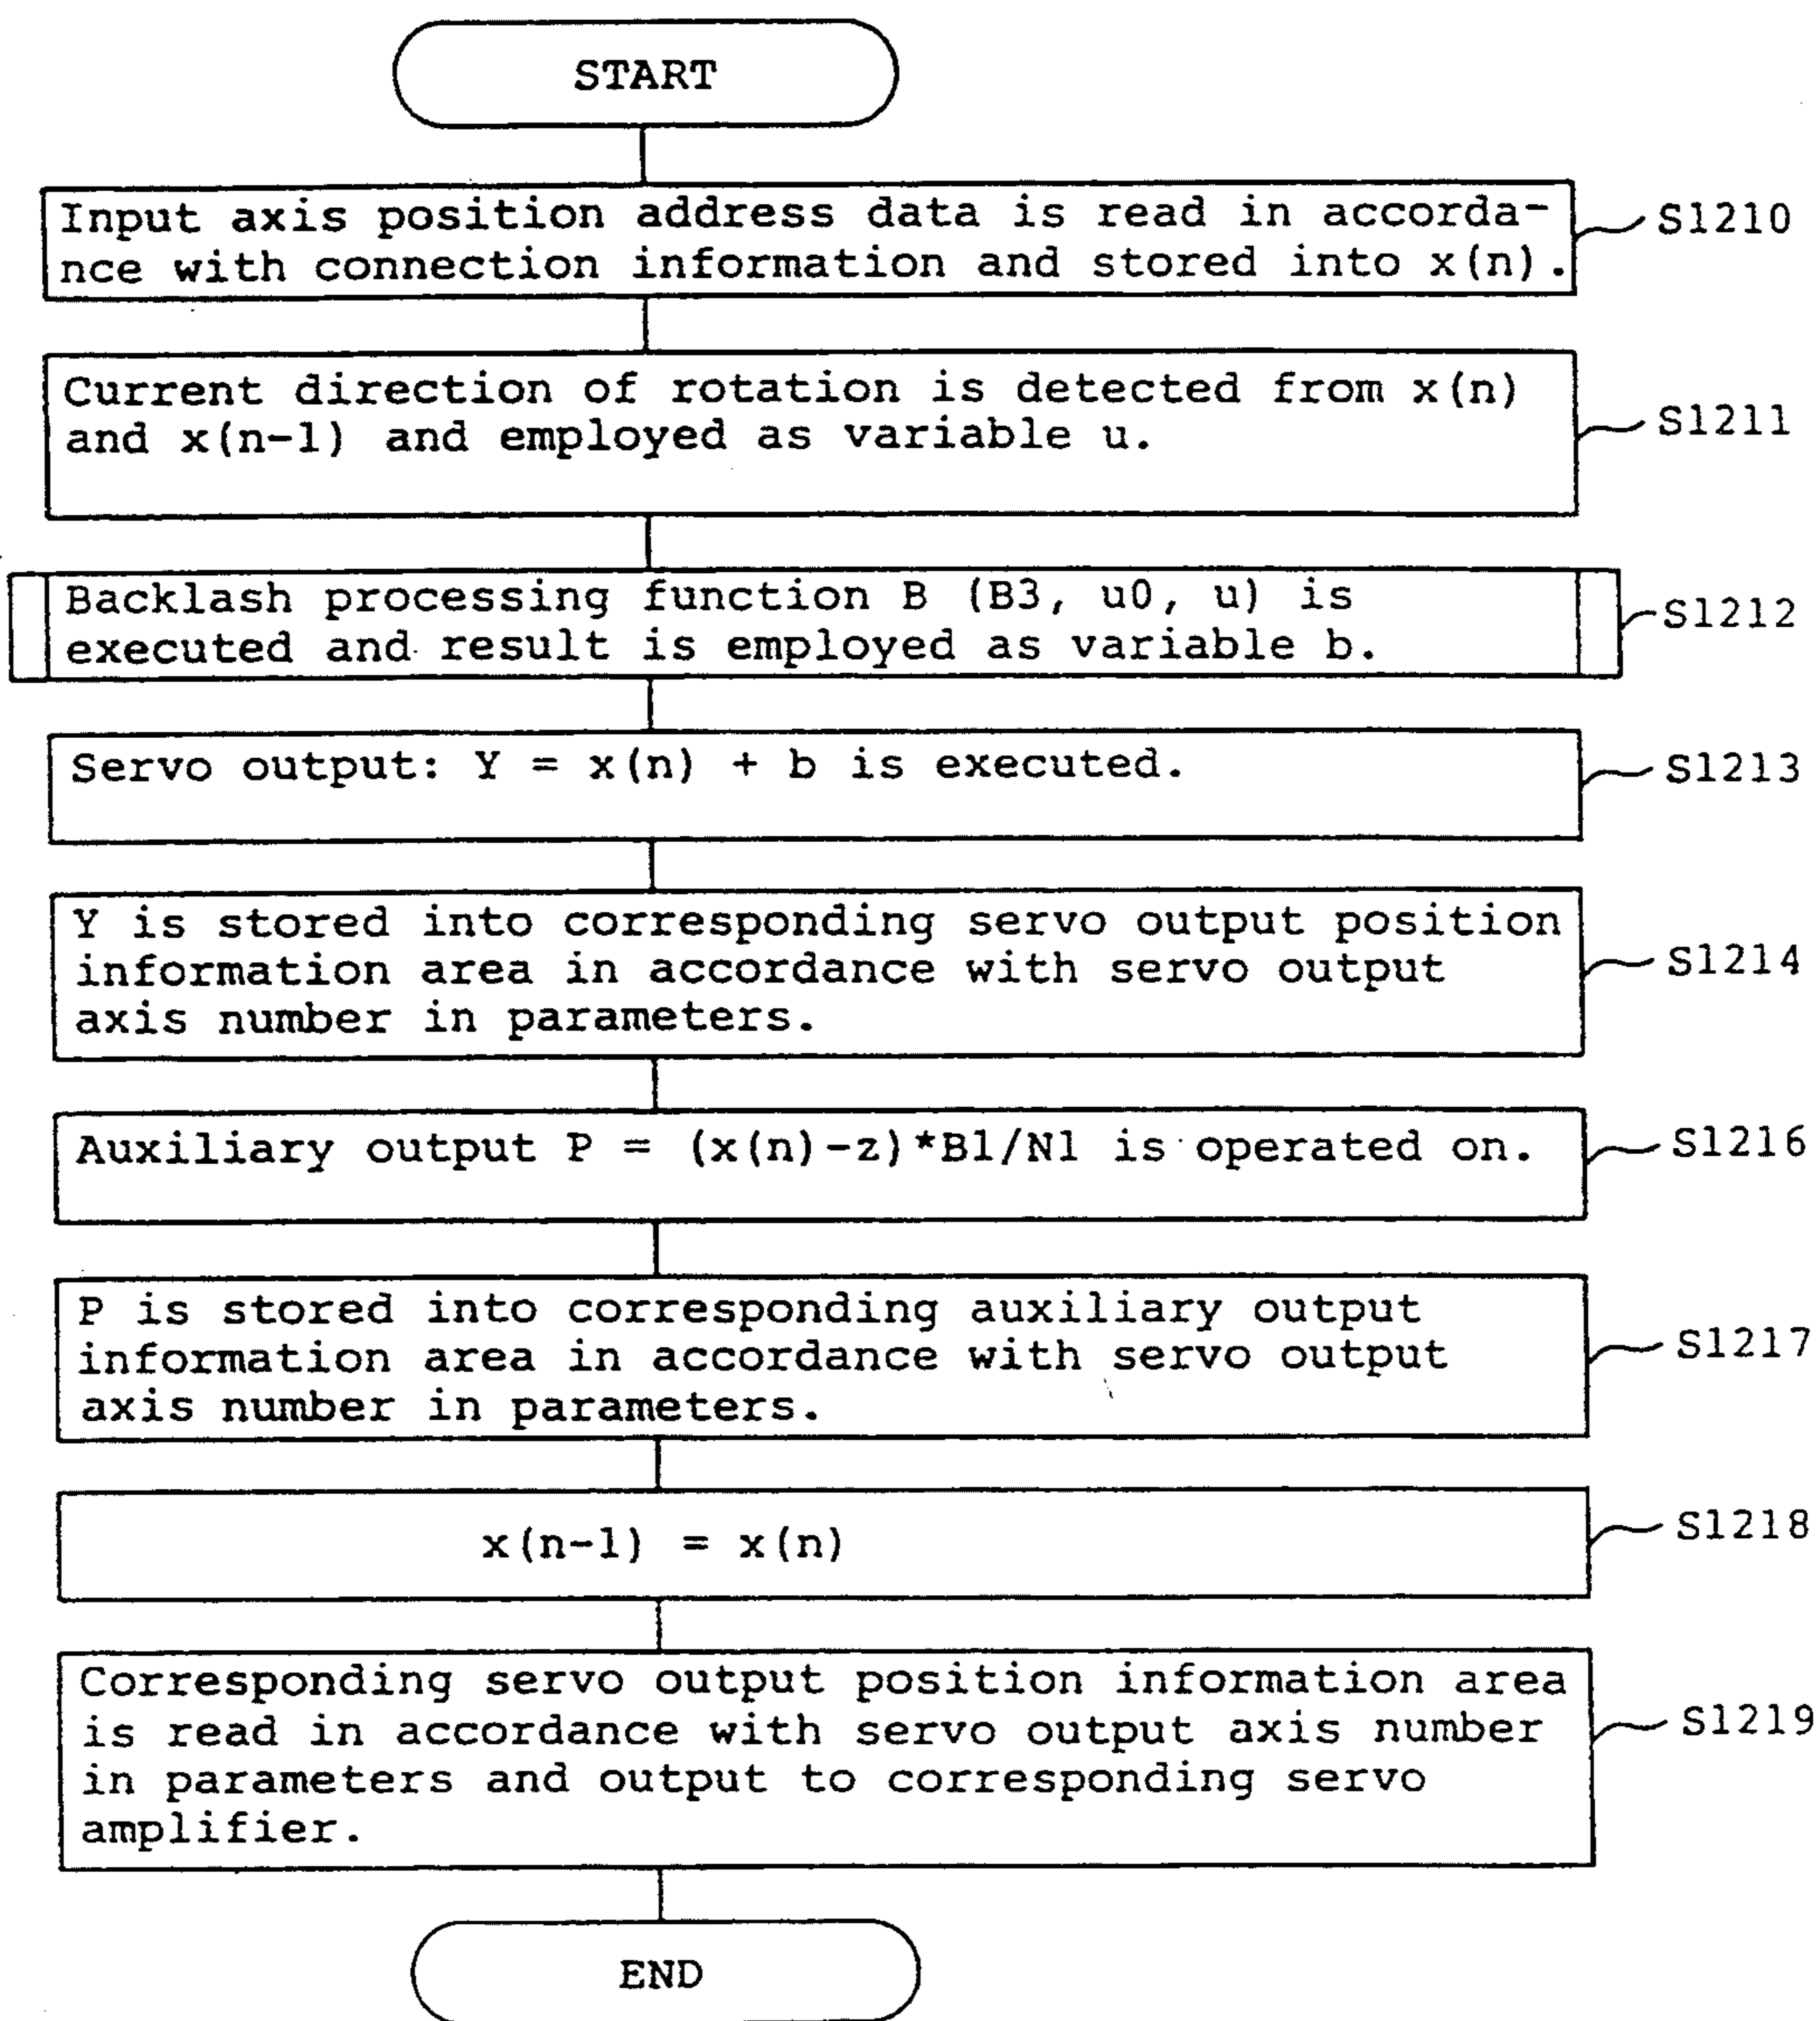 START
Input axis position address data is read in accorda-
nce with connection information and stored into x(n).
S1210
Current direction of rotation is detected from x(n)
and x(n-1) and employed as variable u.
S1211
Backlash processing function B (B3, u0, u) is
executed and result is employed as variable b.
S1212
Servo output: Y = x(n) + b is executed.
S1213
Y is stored into corresponding servo output position
information area in accordance with servo output
axis number in parameters.
S1214
Auxiliary output P = (x(n)-z)*B1/N1 is operated on.
S1216
P is stored into corresponding auxiliary output
information area in accordance with servo output
axis number in parameters.
S1217
x(n-1) = x(n)
S1218
Corresponding servo output position information area
is read in accordance with servo output axis number
in parameters and output to corresponding servo
amplifier.
S1219
END